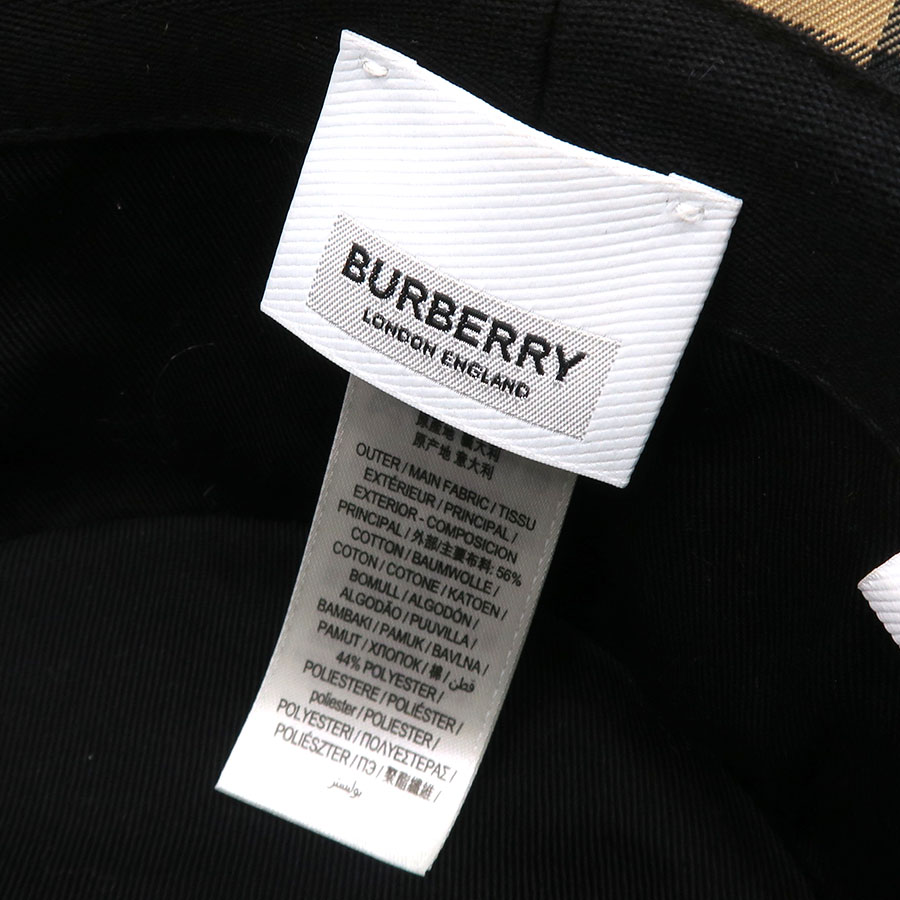 BURBERRY
LONDON ENGLAND
原產地 義大利
原产地 意大利
OUTER / MAIN FABRIC / TISSU
EXTÉRIEUR / PRINCIPAL /
EXTERIOR - COMPOSICION
PRINCIPAL / 外部/主要布料: 56%
COTTON / BAUMWOLLE /
COTON / COTONE / KATOEN /
BOMULL / ALGODÓN /
ALGODÃO / PUUVILLA /
BAMBAKI / PAMUK / BAVLNA /
PAMUT / ХЛОПОК / 棉 / قطن
44% POLYESTER /
POLIESTERE / POLIÉSTER /
poliester / POLIESTER /
POLYESTERI / ΠΟΛΥΕΣΤΕΡΑΣ /
POLIÉSZTER / ПЭ / 聚酯纖維 /
بوليستر